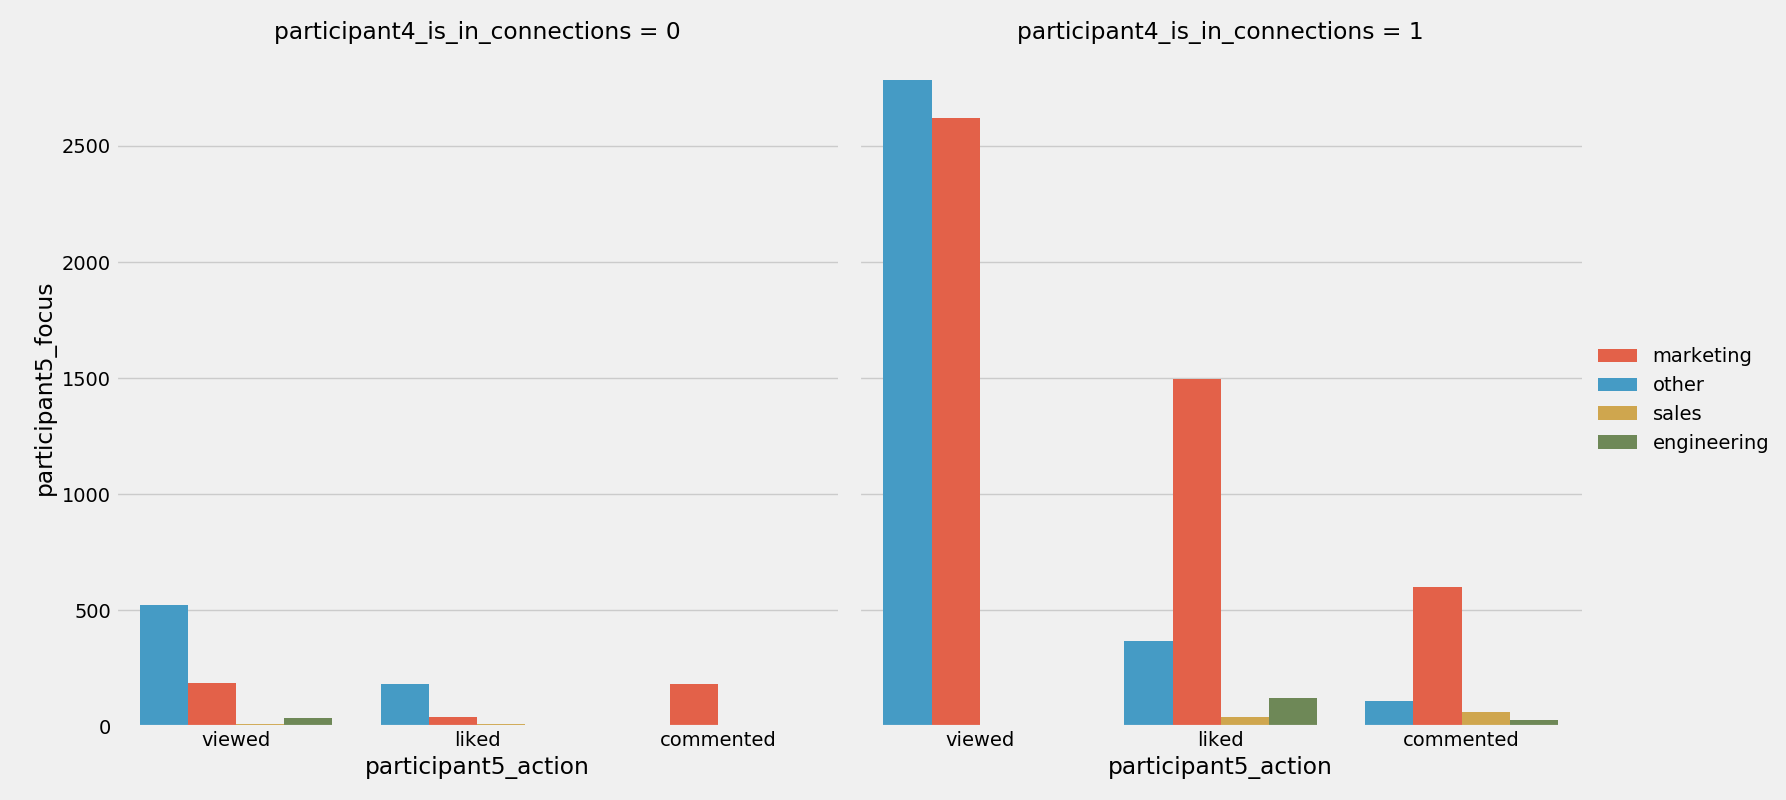 participant4_is_in_connections = 0
participant4_is_in_connections = 1
participant5_focus
2500
2000
1500
1000
500
0
viewed
liked
commented
participant5_action
viewed
liked
commented
participant5_action
marketing
other
sales
engineering